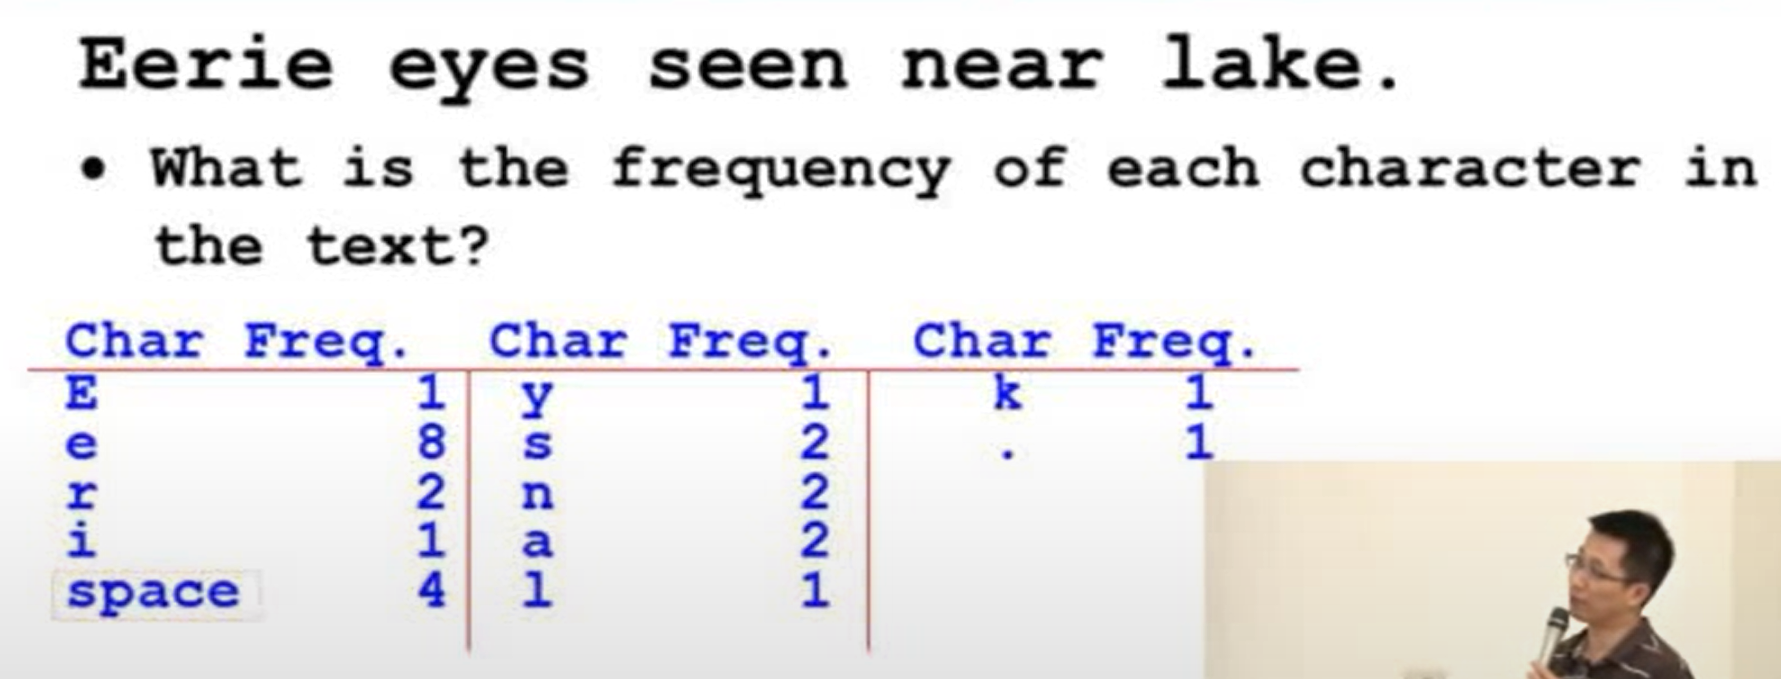 Eerie eyes seen near lake.
• What is the frequency of each character in
the text?
Char Freq. Char Freq. Char Freq.
E 1 y 1 k 1
e 8 s 2 . 1
r 2 n 2
i 1 a 2
space 4 l 1